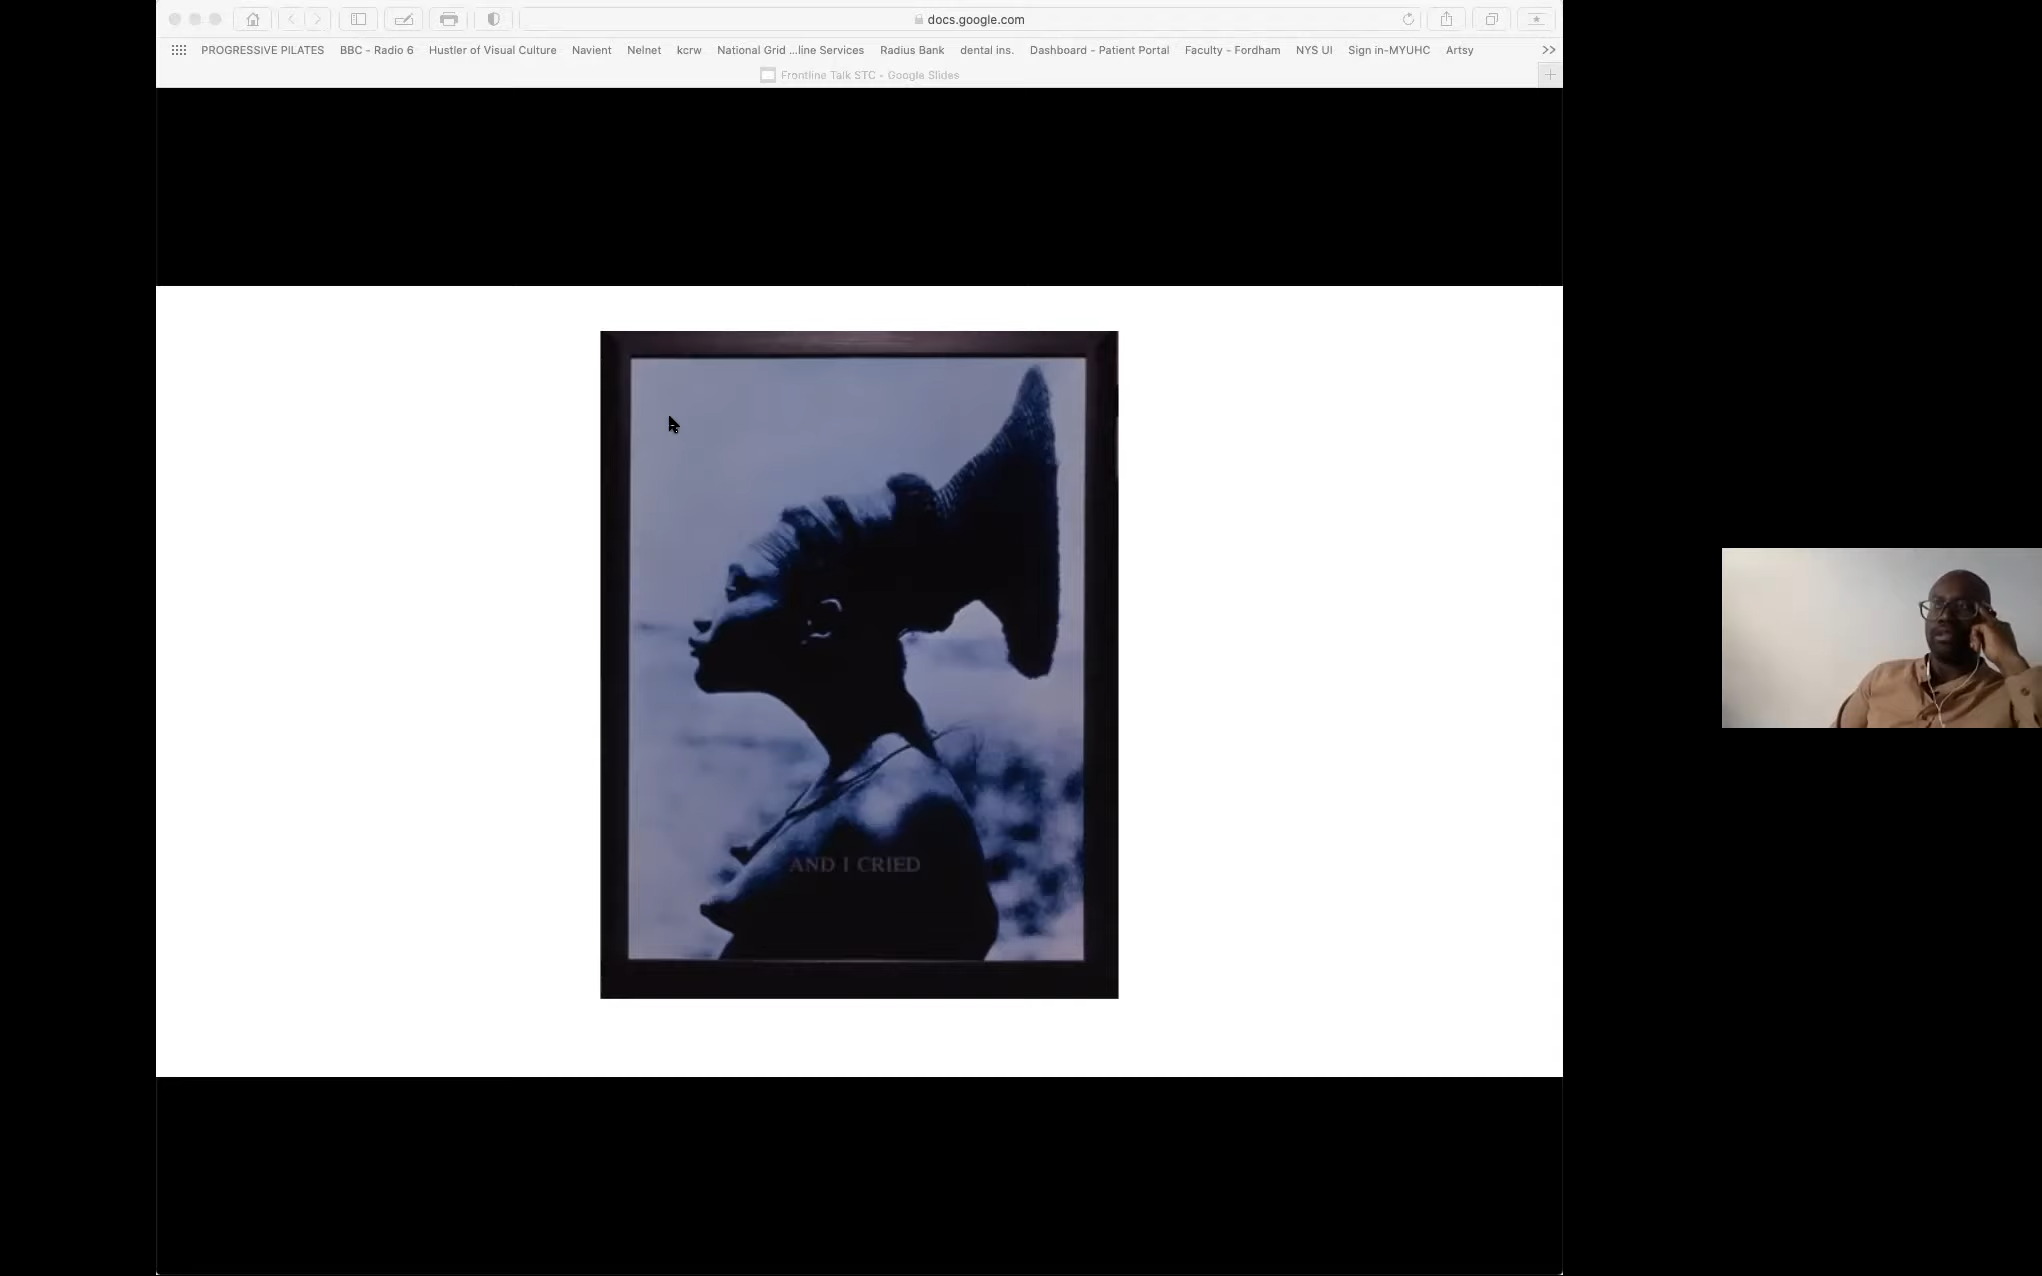 docs.google.com
PROGRESSIVE PILATES BBC - Radio 6 Hustler of Visual Culture Navient Nelnet kcrw National Grid ...line Services Radius Bank dental ins. Dashboard - Patient Portal Faculty - Fordham NYS UI Sign in-MYUHC Artsy >>
Frontline Talk STC - Google Slides
AND I CRIED